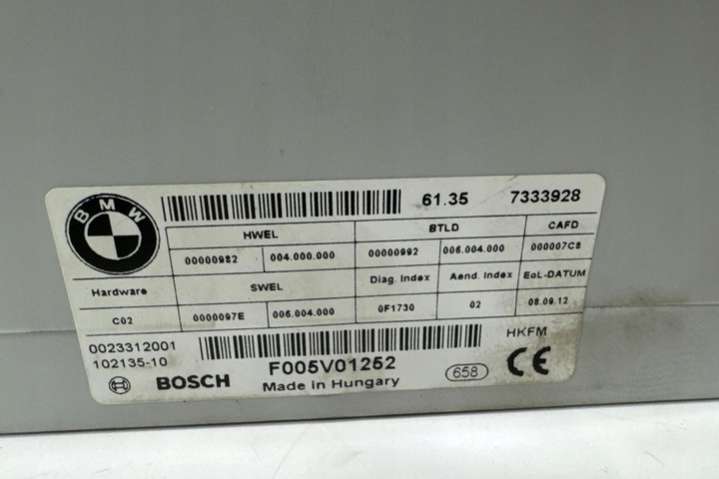 BMW
61.35 7333928
HWEL BTLD CAFD
00000982 004.000.000 00000992 006.004.000 000007C8
Hardware SWEL Diag. Index Aend. Index EoL-DATUM
C02 0000097E 006.004.000 0F1730 02 08.09.12
0023312001 HKFM
102135-10
BOSCH F005V01252 658 CE
Made in Hungary